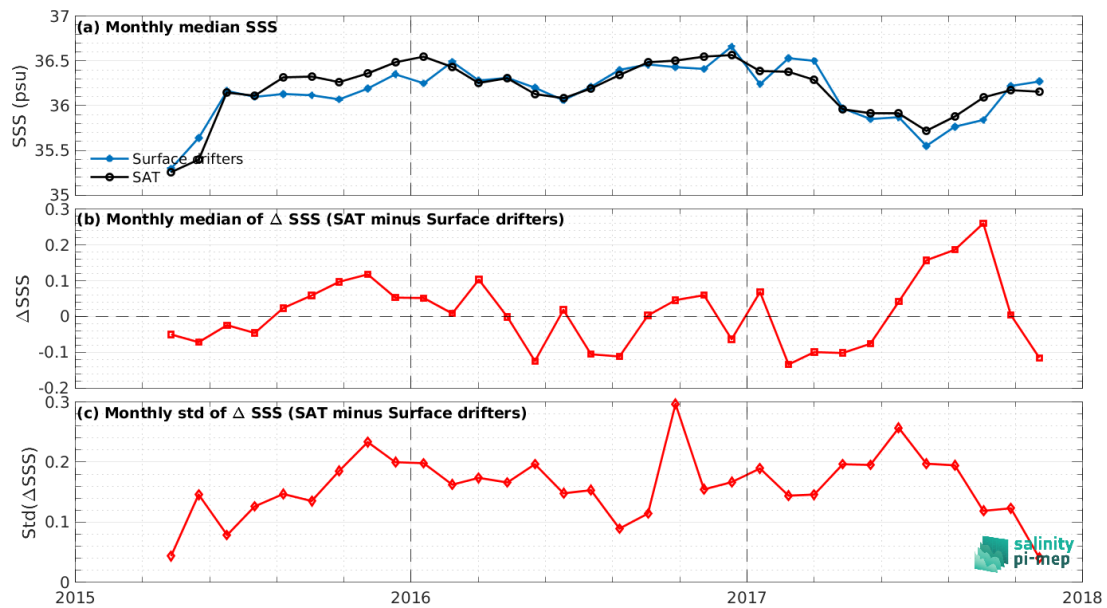 (a) Monthly median SSS
37
36.5
36
35.5
35
SSS (psu)
Surface drifters
SAT
(b) Monthly median of Δ SSS (SAT minus Surface drifters)
0.3
0.2
0.1
0
-0.1
-0.2
ΔSSS
(c) Monthly std of Δ SSS (SAT minus Surface drifters)
0.3
0.2
0.1
0
Std(ΔSSS)
2015
2016
2017
2018
salinity
pi-mep